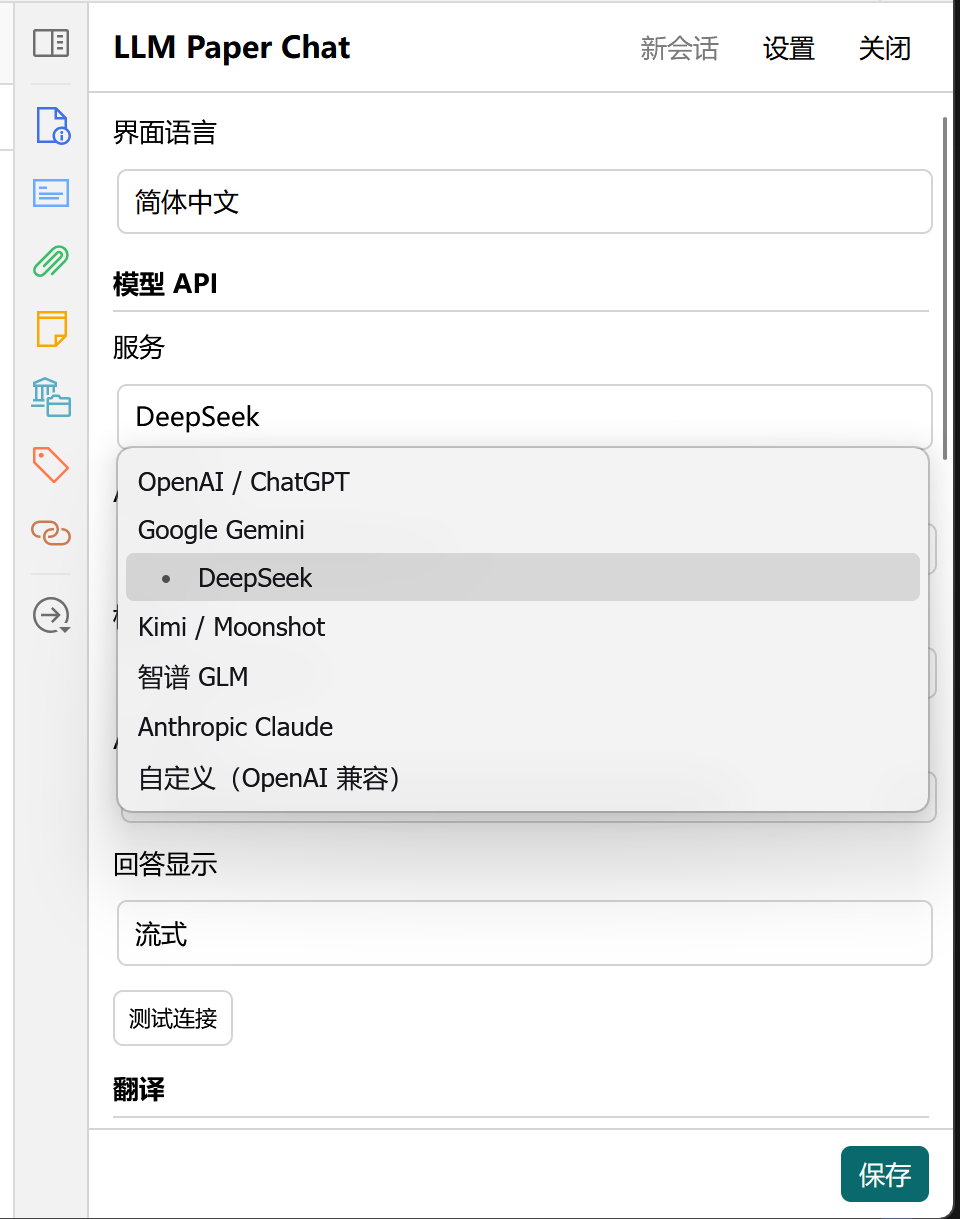 LLM Paper Chat 新会话 设置 关闭
界面语言
简体中文
模型 API
服务
DeepSeek
OpenAI / ChatGPT
Google Gemini
• DeepSeek
Kimi / Moonshot
智谱 GLM
Anthropic Claude
自定义（OpenAI 兼容）
回答显示
流式
测试连接
翻译
保存